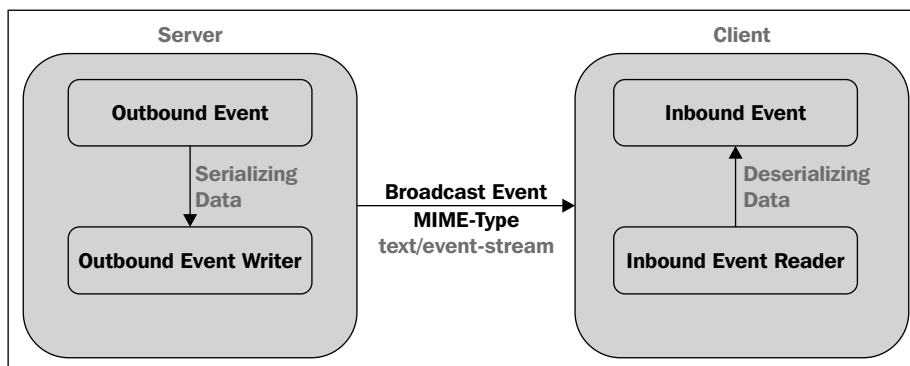 Server
Client
Outbound Event
Serializing
Data
Outbound Event Writer
Broadcast Event
MIME-Type
text/event-stream
Inbound Event
Deserializing
Data
Inbound Event Reader